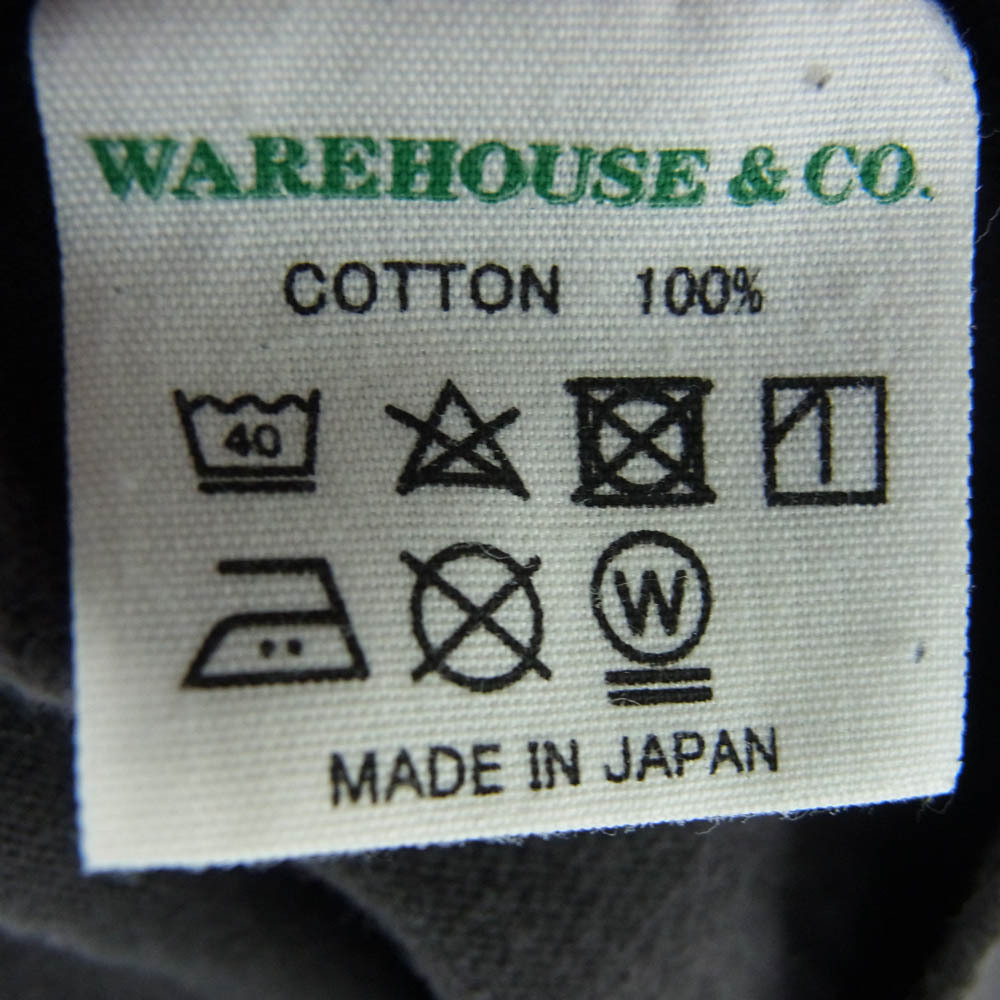 WAREHOUSE & CO.
COTTON 100%
40
W
MADE IN JAPAN